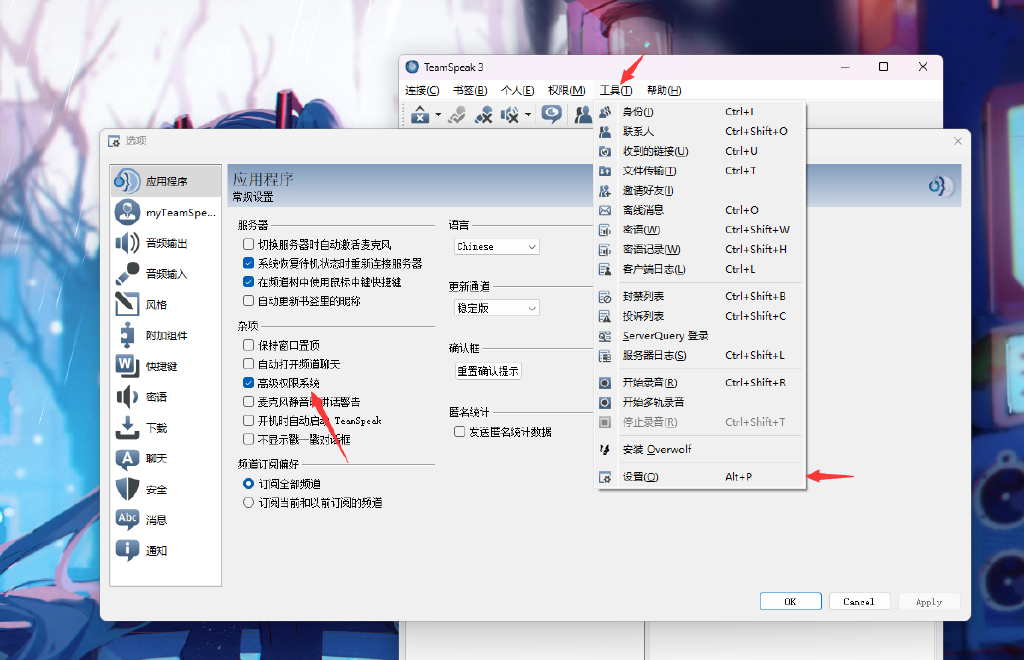 TeamSpeak 3
连接(C) 书签(B) 个人(E) 权限(M) 工具(T) 帮助(H)
身份(I) Ctrl+I
联系人 Ctrl+Shift+O
收到的链接(U) Ctrl+U
文件传输(T) Ctrl+T
邀请好友(I)
离线消息 Ctrl+O
密语(W) Ctrl+Shift+W
密语记录(W) Ctrl+Shift+H
客户端日志(L) Ctrl+L
封禁列表 Ctrl+Shift+B
投诉列表 Ctrl+Shift+C
ServerQuery 登录
服务器日志(S) Ctrl+Shift+L
开始录音(R) Ctrl+Shift+R
开始多轨录音
停止录音(R) Ctrl+Shift+T
安装 Overwolf
设置(O) Alt+P
选项
应用程序
myTeamSpe...
音频输出
音频输入
风格
附加组件
快捷键
密语
下载
聊天
安全
消息
通知
应用程序
常规设置
服务器
切换服务器时自动激活麦克风
系统恢复待机状态时重新连接服务器
在频道树中使用鼠标中键快捷键
自动更新书签里的昵称
杂项
保持窗口置顶
自动打开频道聊天
高级权限系统
麦克风静音时讲话警告
开机时自动启动 TeamSpeak
不显示戳一戳对话框
频道订阅偏好
订阅全部频道
订阅当前和以前订阅的频道
语言
Chinese
更新通道
稳定版
确认框
重置确认提示
匿名统计
发送匿名统计数据
OK Cancel Apply